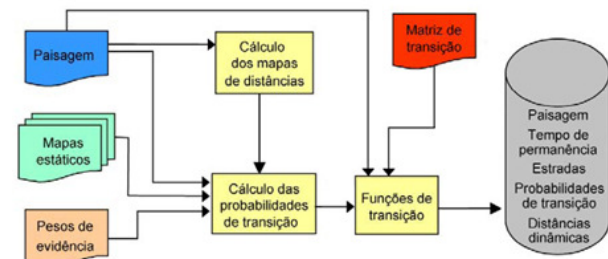 Paisagem
Cálculo
dos mapas
de distâncias
Matriz de
transição
Mapas
estáticos
Cálculo das
probabilidades
de transição
Funções de
transição
Pesos de
evidência
Paisagem
Tempo de
permanência
Estradas
Probabilidades
de transição
Distâncias
dinámicas